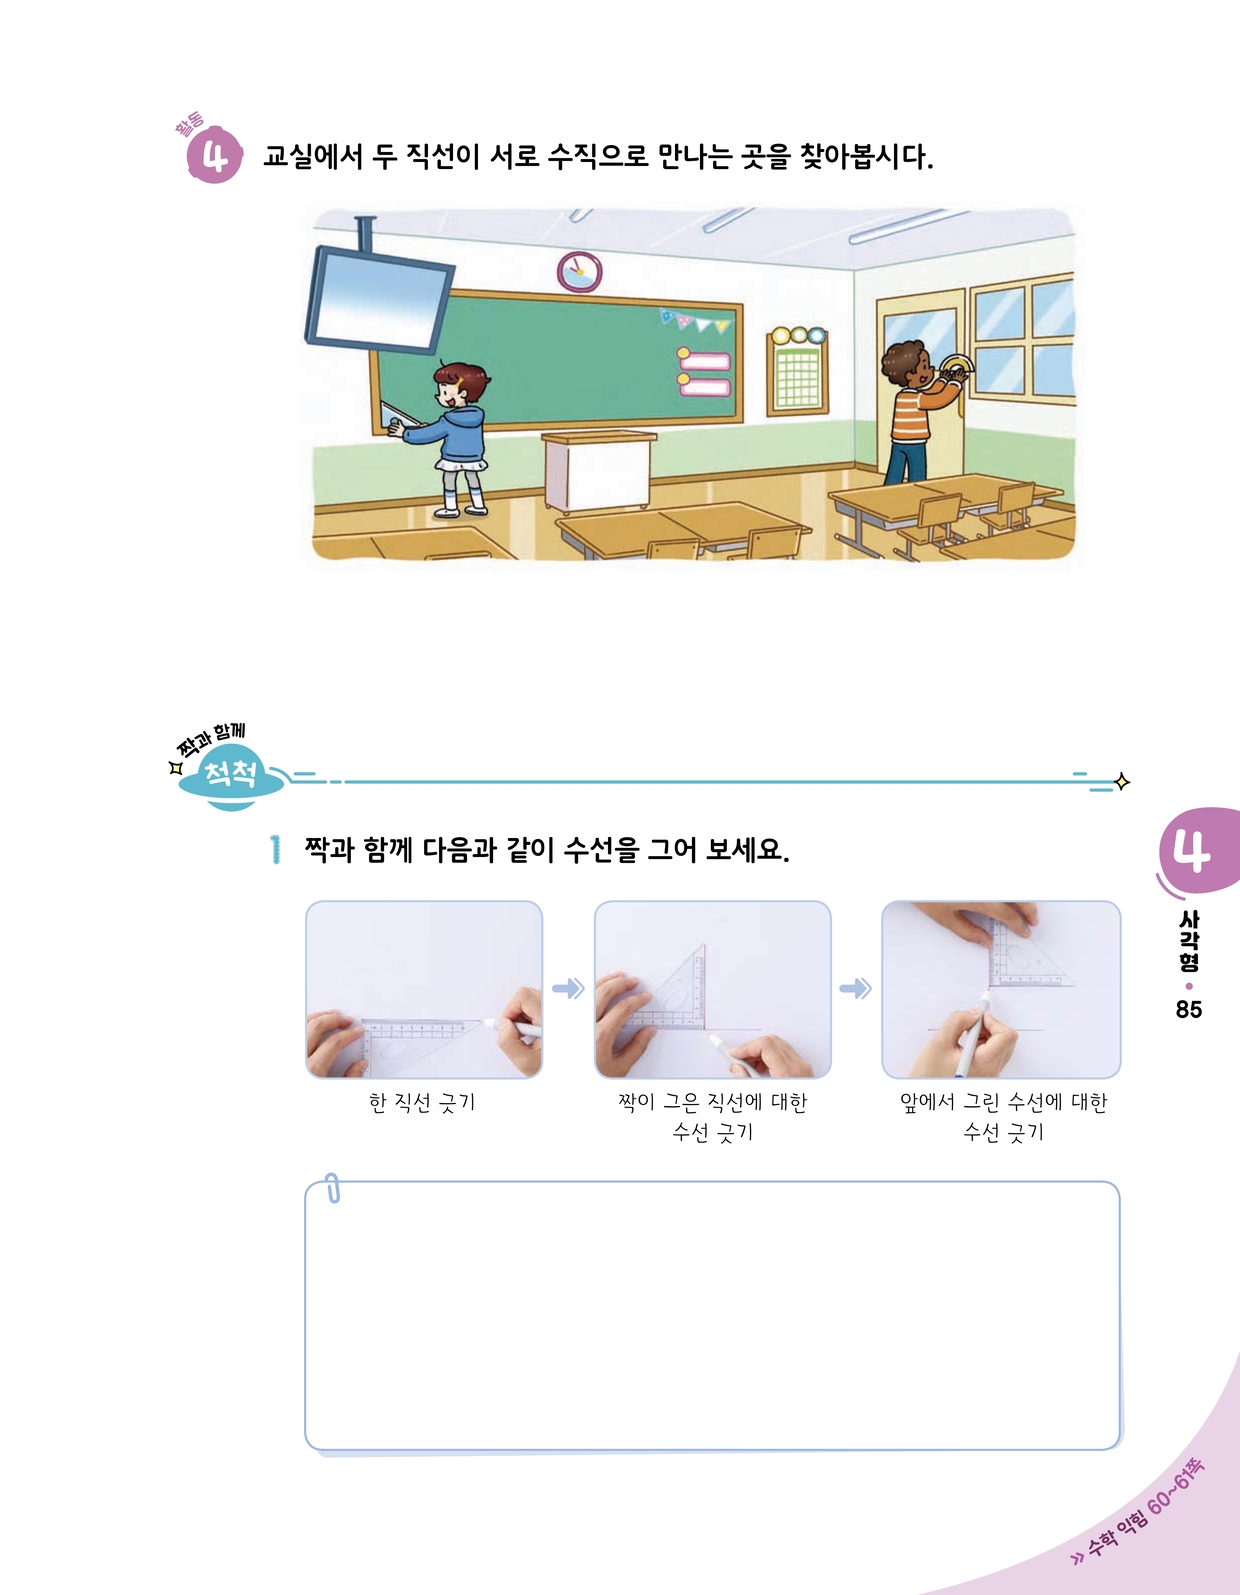 활동
4 교실에서 두 직선이 서로 수직으로 만나는 곳을 찾아봅시다.
짝과 함께
척척
1 짝과 함께 다음과 같이 수선을 그어 보세요.
한 직선 긋기
짝이 그은 직선에 대한
수선 긋기
앞에서 그린 수선에 대한
수선 긋기
4
사각형
85
수학 익힘 60~61쪽